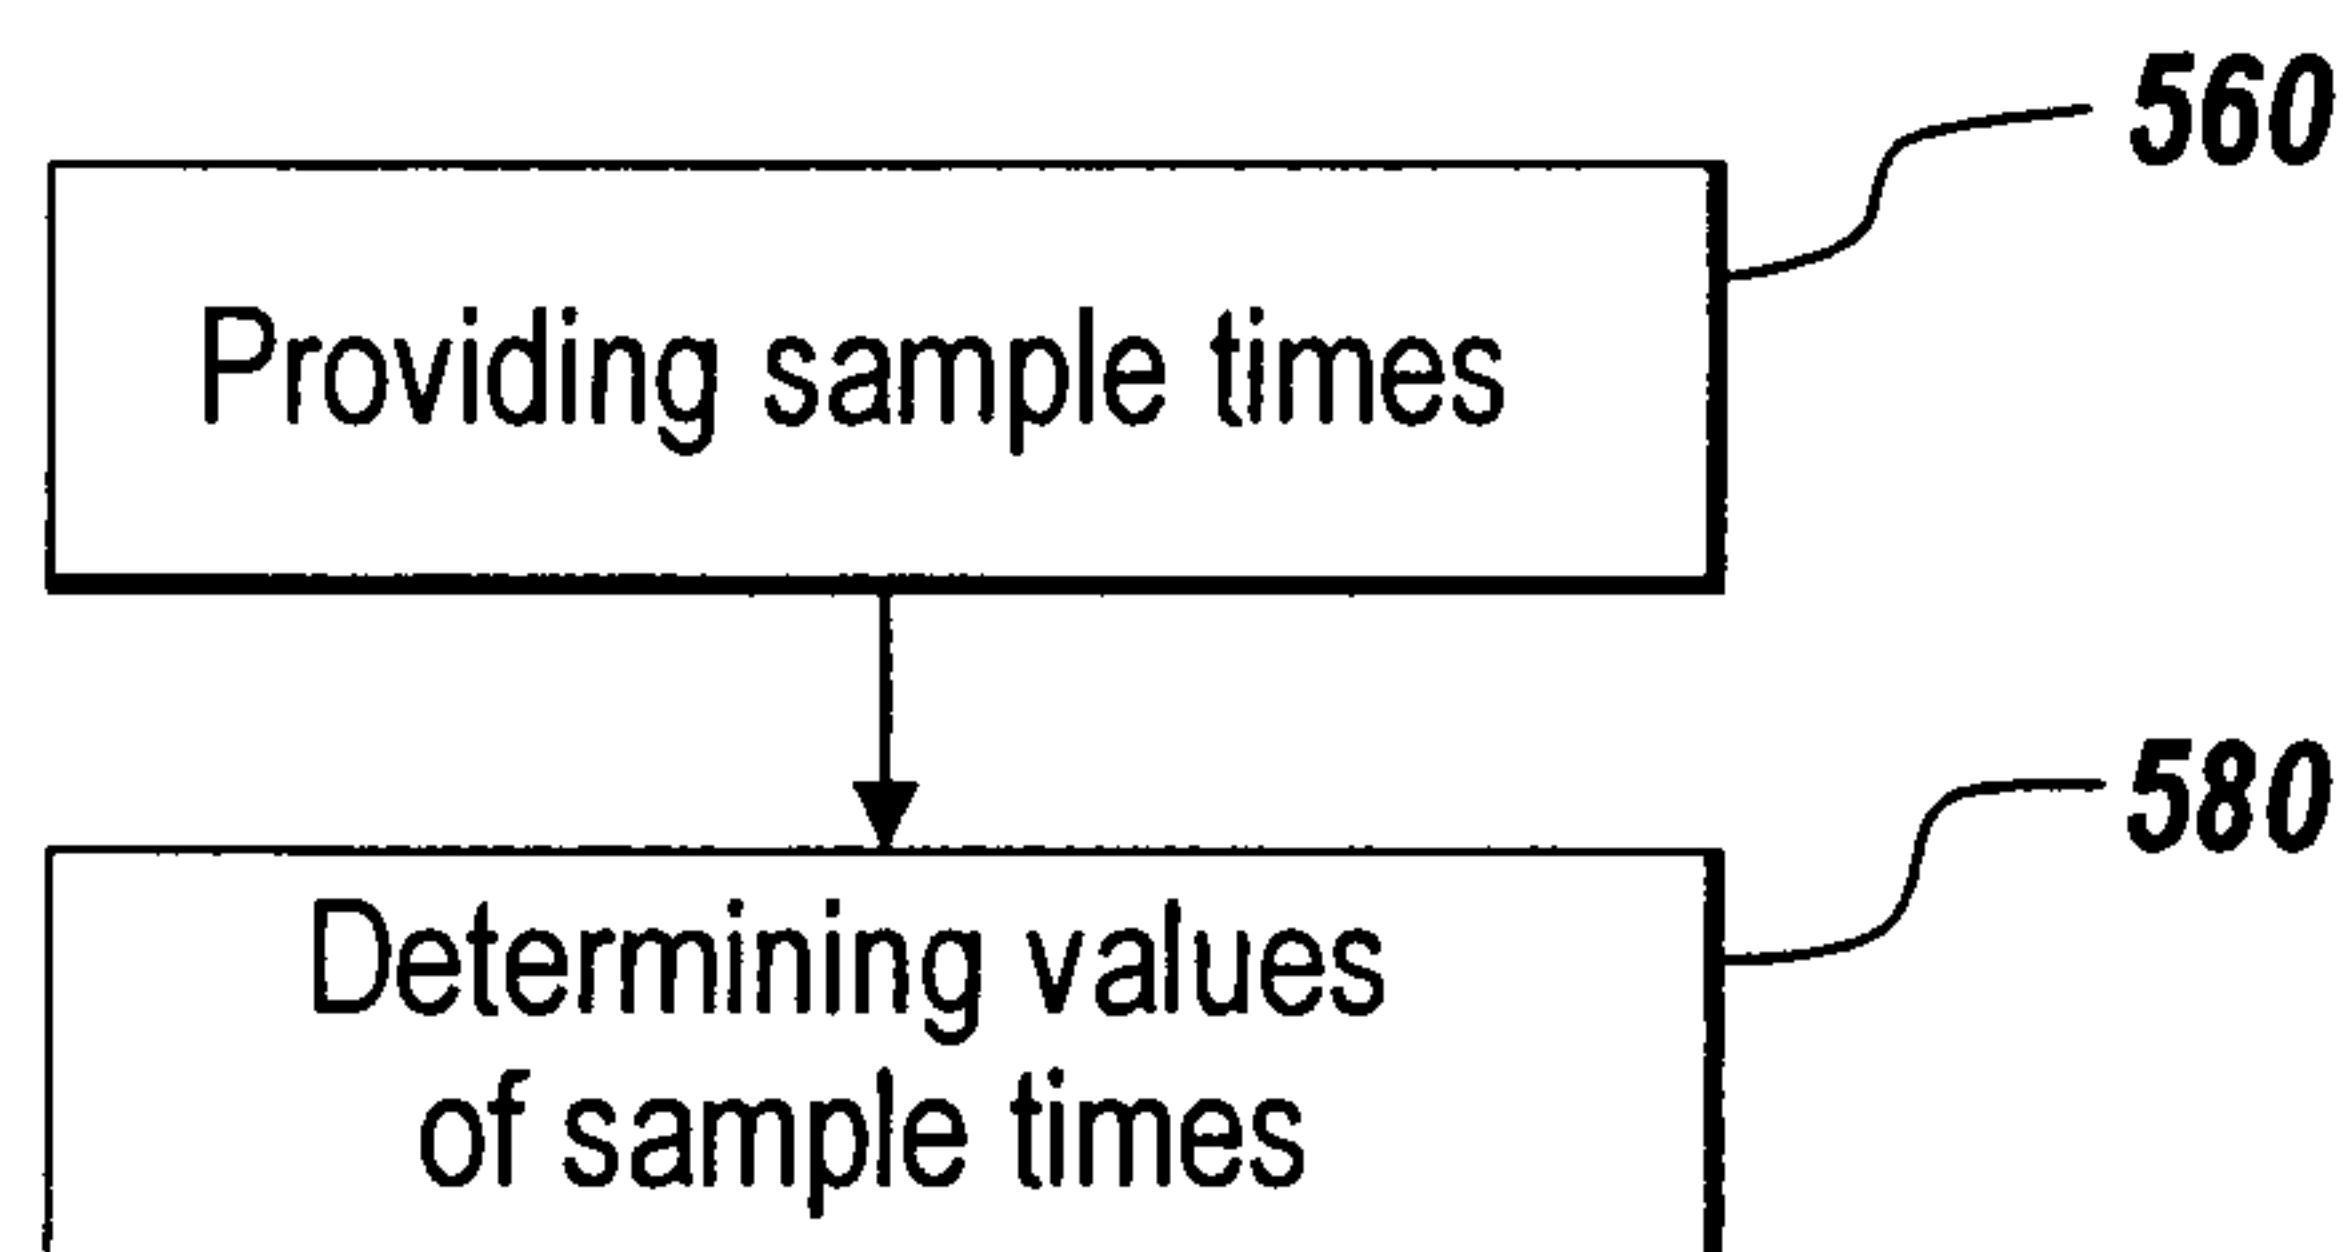 560
Providing sample times
580
Determining values
of sample times